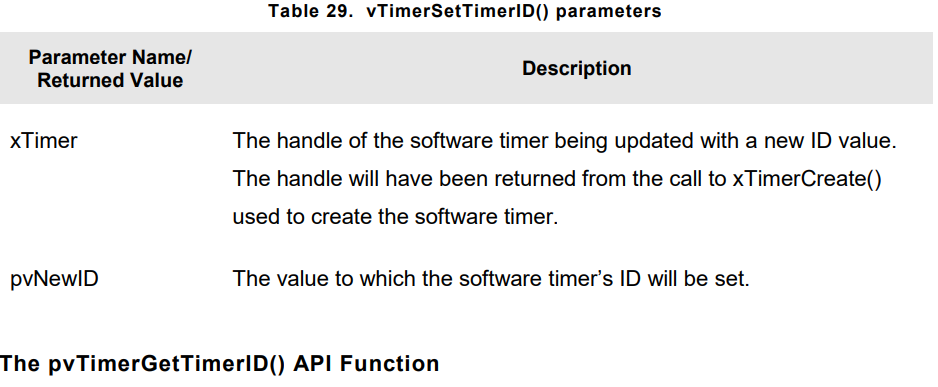 Table 29. vTimerSetTimerID() parameters
Parameter Name/
Returned Value
Description
xTimer
The handle of the software timer being updated with a new ID value.
The handle will have been returned from the call to xTimerCreate()
used to create the software timer.
pvNewID
The value to which the software timer’s ID will be set.
The pvTimerGetTimerID() API Function